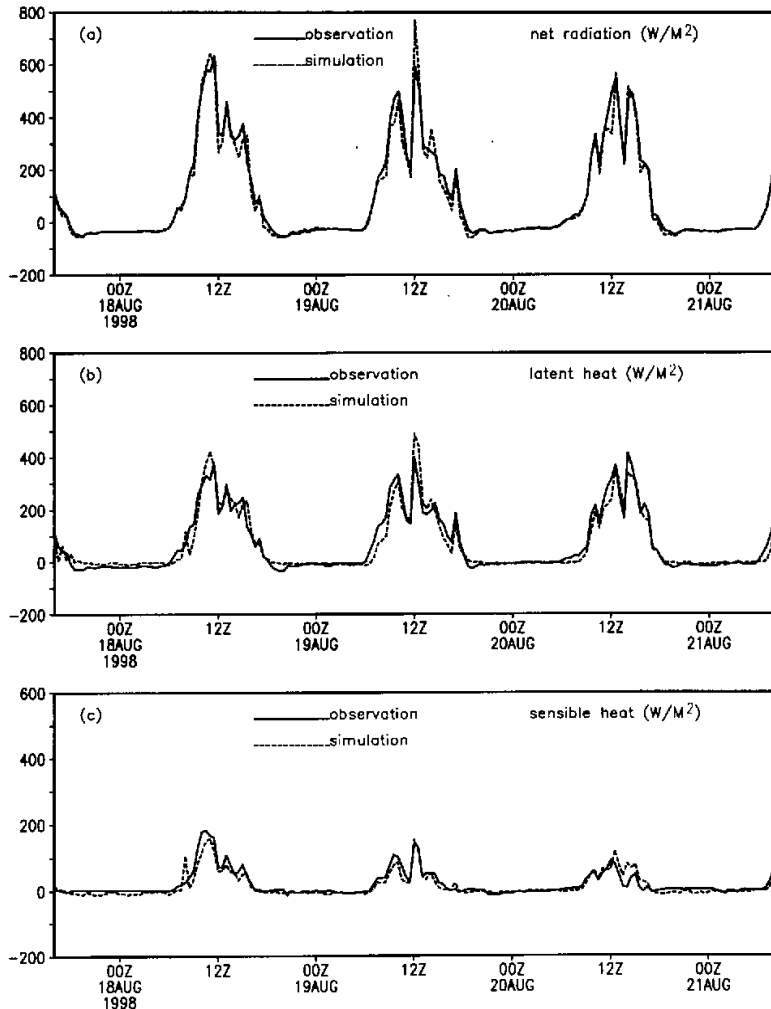 800
(a)
observation
net radiation (W/M²)
simulation
600
400
200
0
−200
00Z 12Z 00Z 12Z 00Z 12Z 00Z
18AUG 19AUG 20AUG 21AUG
1998
800
(b)
observation
latent heat (W/M²)
simulation
600
400
200
0
−200
00Z 12Z 00Z 12Z 00Z 12Z 00Z
18AUG 19AUG 20AUG 21AUG
1998
600
(c)
observation
sensible heat (W/M²)
simulation
400
200
0
−200
00Z 12Z 00Z 12Z 00Z 12Z 00Z
18AUG 19AUG 20AUG 21AUG
1998